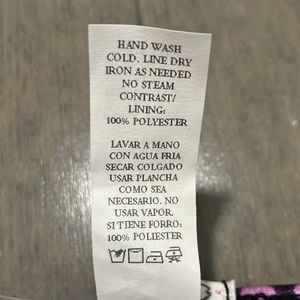 HAND WASH
COLD. LINE DRY
IRON AS NEEDED
NO STEAM
CONTRAST/
LINING:
100% POLYESTER
LAVAR A MANO
CON AGUA FRIA
SECAR COLGADO
USAR PLANCHA
COMO SEA
NECESARIO. NO
USAR VAPOR.
SI TIENE FORRO:
100% POLIESTER